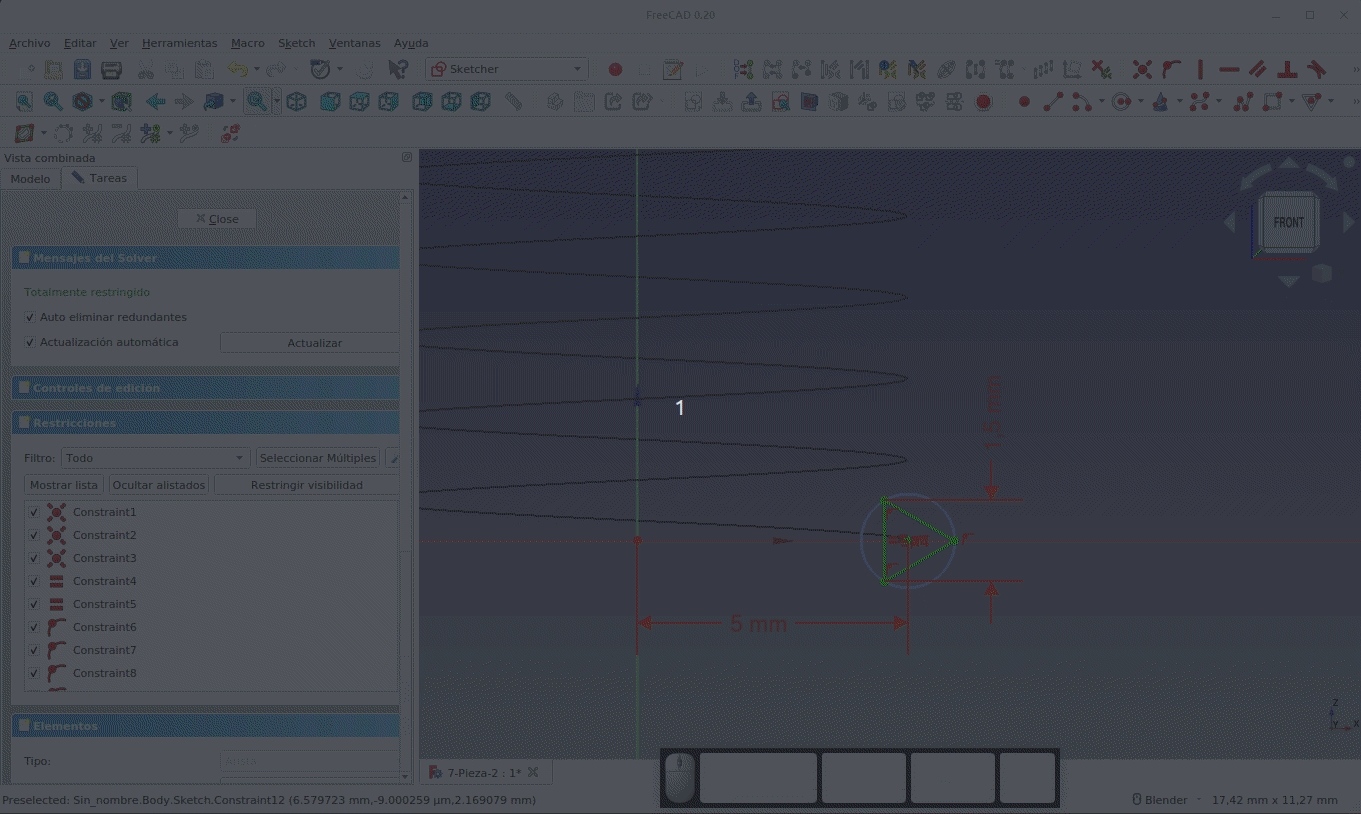 FreeCAD 0.20
Archivo Editar Ver Herramientas Macro Sketch Ventanas Ayuda
Sketcher
Vista combinada
Modelo Tareas
Close
Mensajes del Solver
Totalmente restringido
Auto eliminar redundantes
Actualización automática Actualizar
Controles de edición
Restricciones
Filtro: Todo Seleccionar Múltiples
Mostrar lista Ocultar alistados Restringir visibilidad
Constraint1
Constraint2
Constraint3
Constraint4
Constraint5
Constraint6
Constraint7
Constraint8
Elementos
Tipo: Arista
FRONT
1
5 mm
Z
Y X
7-Pieza-2 : 1*
Preselected: Sin_nombre.Body.Sketch.Constraint12 (6.579723 mm,-9.000259 μm,2.169079 mm)
Blender
17,42 mm x 11,27 mm